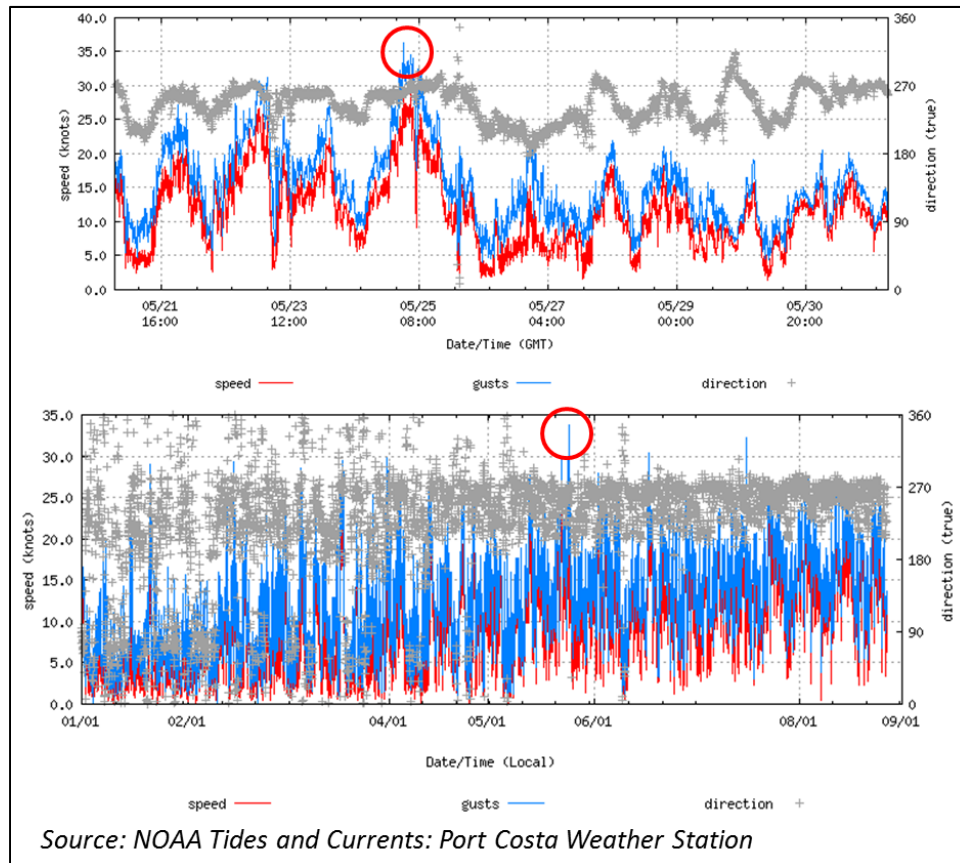 40.0
35.0
30.0
25.0
20.0
15.0
10.0
5.0
0.0
speed (knots)
360
270
180
90
0
direction (true)
05/21 05/23 05/25 05/27 05/29 05/30
16:00 12:00 08:00 04:00 00:00 20:00
Date/Time (GMT)
speed gusts direction
35.0
30.0
25.0
20.0
15.0
10.0
5.0
0.0
speed (knots)
360
270
180
90
0
direction (true)
01/01 02/01 04/01 05/01 06/01 08/01 09/01
Date/Time (Local)
speed gusts direction
Source: NOAA Tides and Currents: Port Costa Weather Station